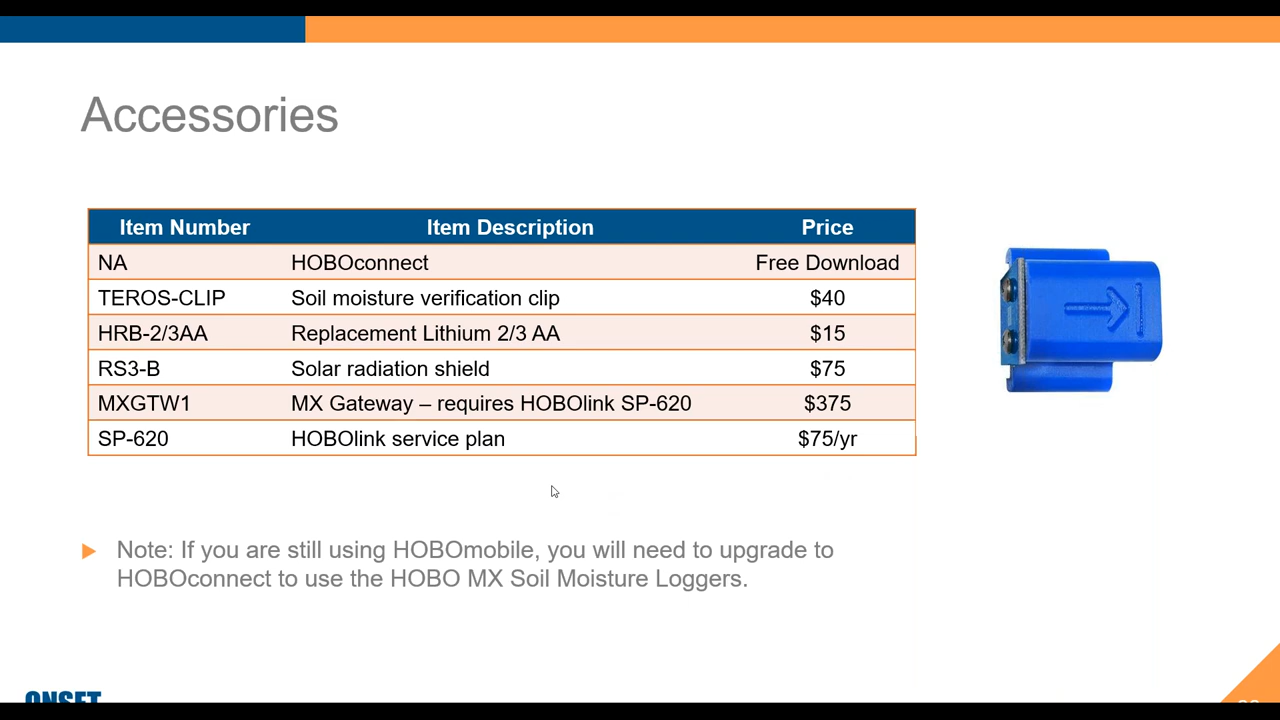 Accessories
Item Number Item Description Price
NA HOBOconnect Free Download
TEROS-CLIP Soil moisture verification clip $40
HRB-2/3AA Replacement Lithium 2/3 AA $15
RS3-B Solar radiation shield $75
MXGTW1 MX Gateway – requires HOBOlink SP-620 $375
SP-620 HOBOlink service plan $75/yr
Note: If you are still using HOBOmobile, you will need to upgrade to
HOBOconnect to use the HOBO MX Soil Moisture Loggers.
ONSET